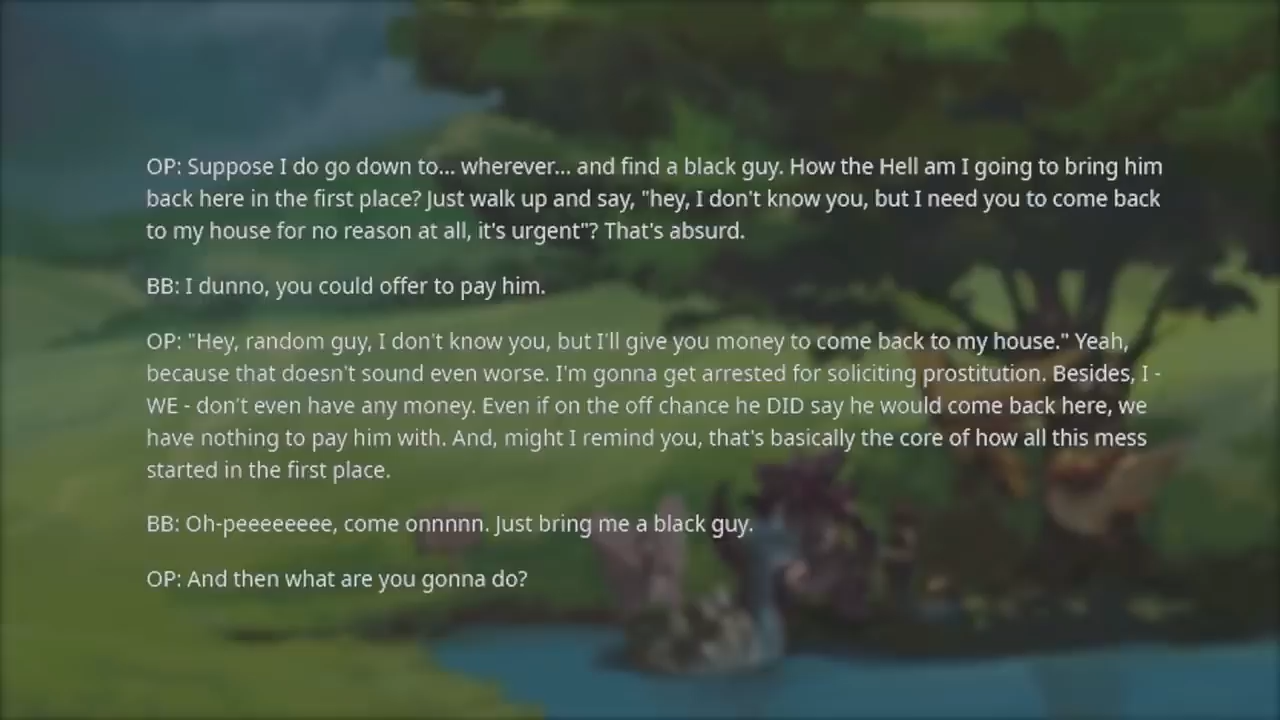 OP: Suppose I do go down to... wherever... and find a black guy. How the Hell am I going to bring him
back here in the first place? Just walk up and say, "hey, I don't know you, but I need you to come back
to my house for no reason at all, it's urgent"? That's absurd.
BB: I dunno, you could offer to pay him.
OP: "Hey, random guy, I don't know you, but I'll give you money to come back to my house." Yeah,
because that doesn't sound even worse. I'm gonna get arrested for soliciting prostitution. Besides, I -
WE - don't even have any money. Even if on the off chance he DID say he would come back here, we
have nothing to pay him with. And, might I remind you, that's basically the core of how all this mess
started in the first place.
BB: Oh-peeeeeeee, come onnnnn. Just bring me a black guy.
OP: And then what are you gonna do?